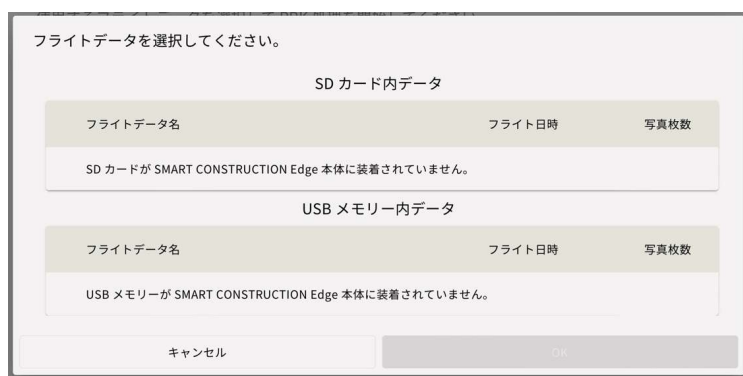 フライトデータを選択してください。
SD カード内データ
フライトデータ名 フライト日時 写真枚数
SD カードが SMART CONSTRUCTION Edge 本体に装着されていません。
USB メモリー内データ
フライトデータ名 フライト日時 写真枚数
USB メモリーが SMART CONSTRUCTION Edge 本体に装着されていません。
キャンセル OK